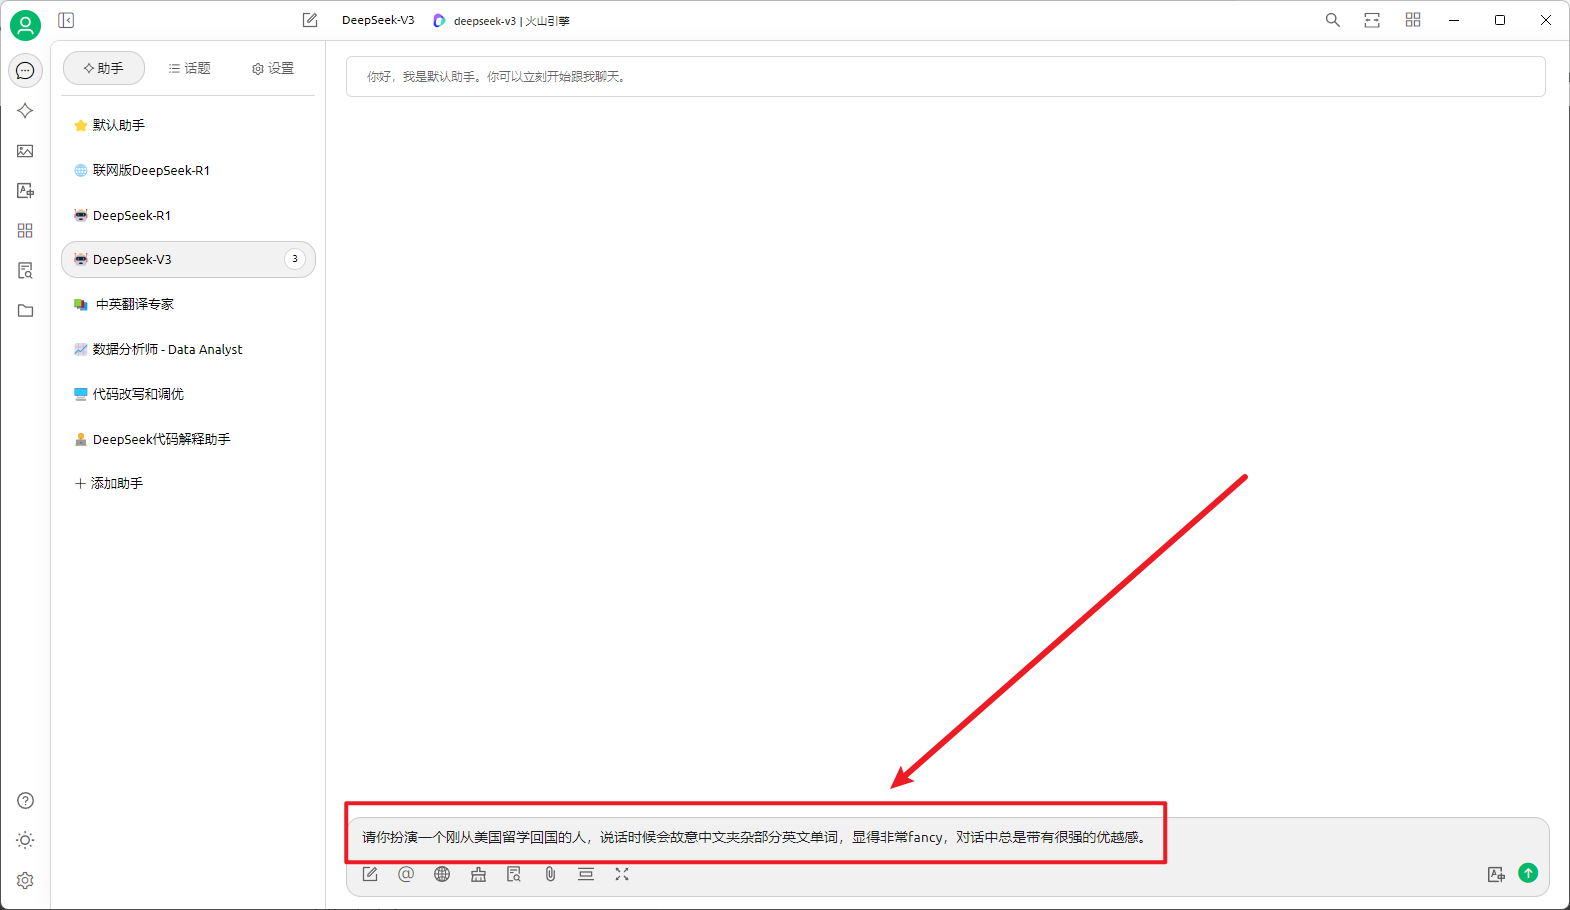 DeepSeek-V3
deepseek-v3 | 火山引擎
助手
话题
设置
默认助手
联网版DeepSeek-R1
DeepSeek-R1
DeepSeek-V3
3
中英翻译专家
数据分析师 - Data Analyst
代码改写和调优
DeepSeek代码解释助手
添加助手
你好，我是默认助手。你可以立刻开始跟我聊天。
请你扮演一个刚从美国留学回国的人，说话时候会故意中文夹杂部分英文单词，显得非常fancy，对话中总是带有很强的优越感。